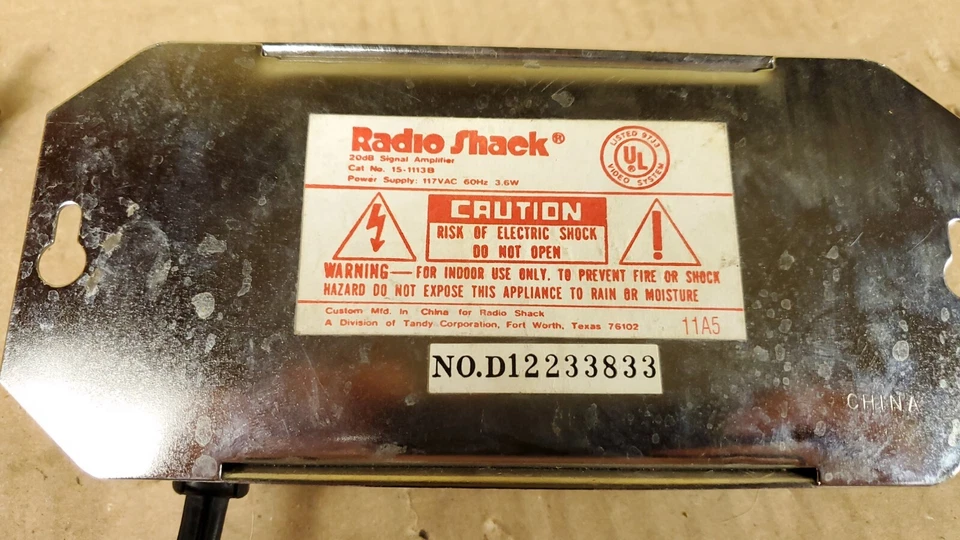 Radio Shack®
20dB Signal Amplifier
Cat No. 15-1113B
Power Supply: 117VAC 60Hz 3.6W
LISTED 97J3
UL®
VIDEO SYSTEM
CAUTION
RISK OF ELECTRIC SHOCK
DO NOT OPEN
WARNING — FOR INDOOR USE ONLY. TO PREVENT FIRE OR SHOCK
HAZARD DO NOT EXPOSE THIS APPLIANCE TO RAIN OR MOISTURE
Custom Mfd. in China for Radio Shack
A Division of Tandy Corporation, Fort Worth, Texas 76102
11A5
NO.D12233833
CHINA